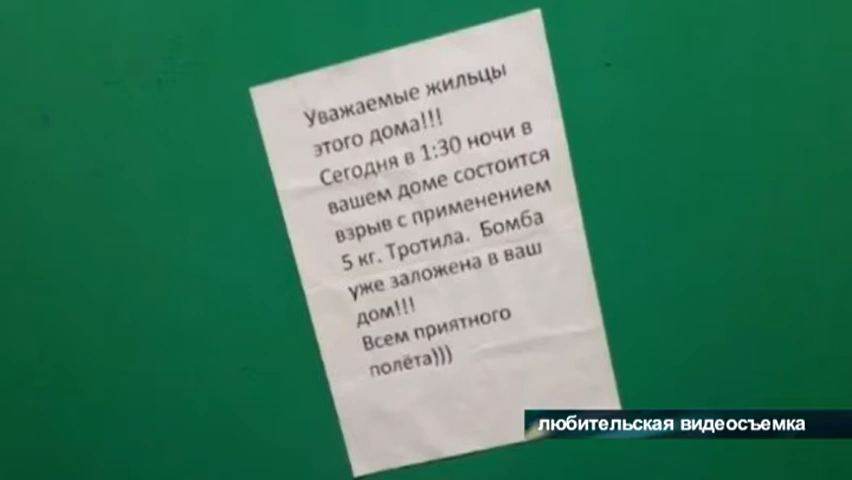 Уважаемые жильцы
этого дома!!!
Сегодня в 1:30 ночи в
вашем доме состоится
взрыв с применением
5 кг. Тротила. Бомба
уже заложена в ваш
дом!!!
Всем приятного
полёта)))
любительская видеосъемка